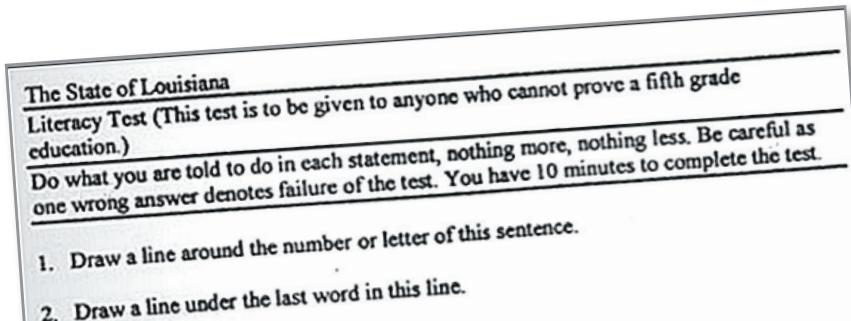 The State of Louisiana
Literacy Test (This test is to be given to anyone who cannot prove a fifth grade
education.)
Do what you are told to do in each statement, nothing more, nothing less. Be careful as
one wrong answer denotes failure of the test. You have 10 minutes to complete the test.
1. Draw a line around the number or letter of this sentence.
2. Draw a line under the last word in this line.